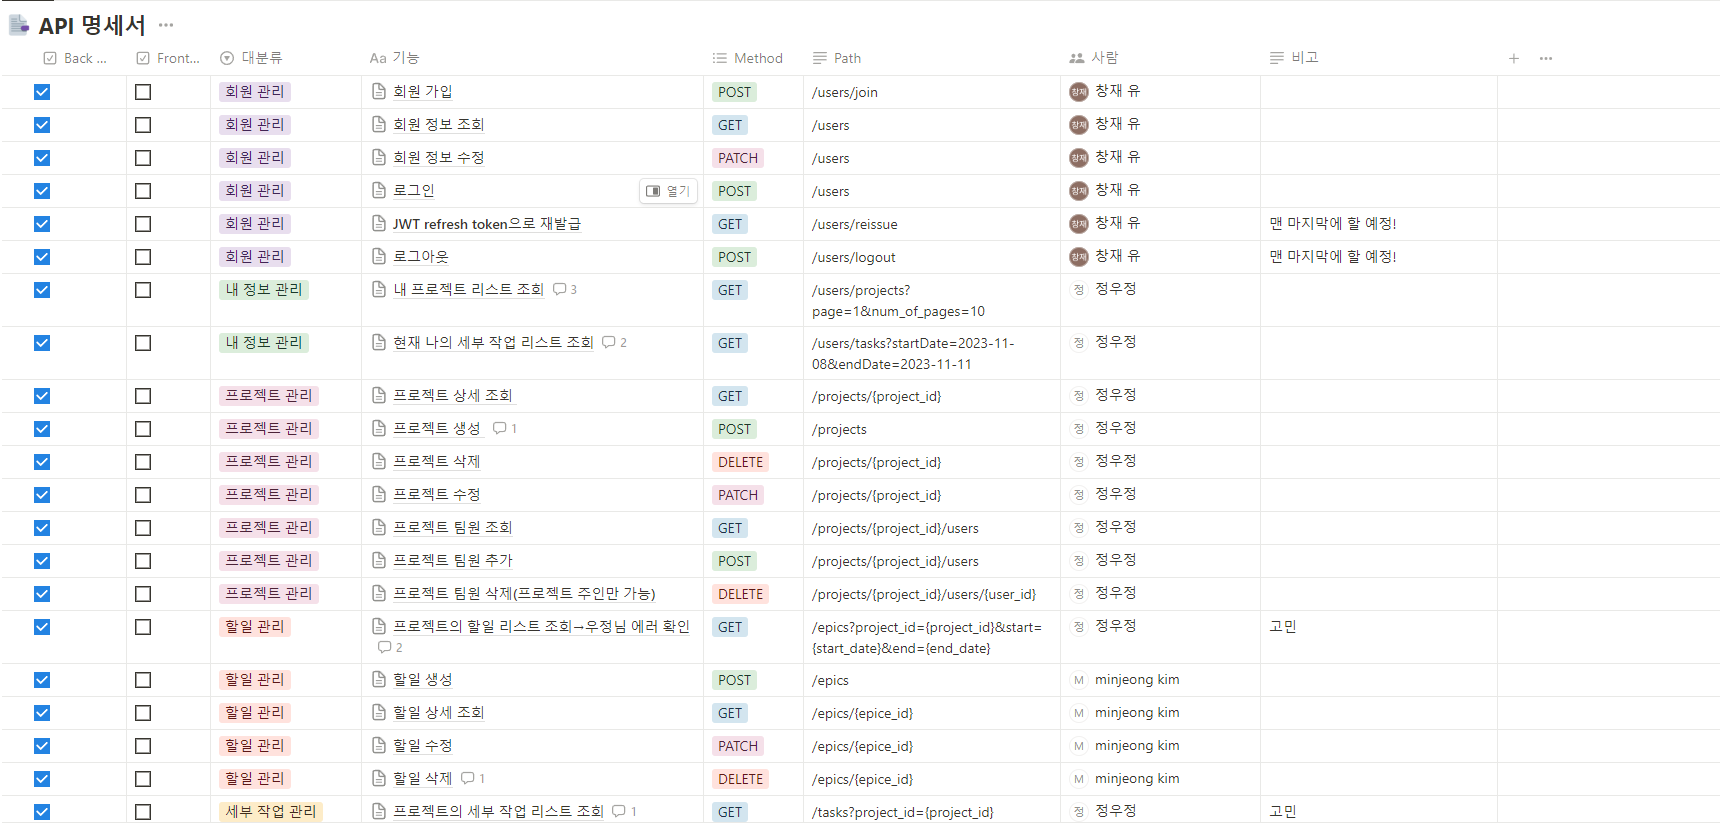 API 명세서 ···
Back ... Front... 대분류 Aa 기능 Method Path 사람 비고 + ···
회원 관리 회원 가입 POST /users/join 창재 창재 유
회원 관리 회원 정보 조회 GET /users 창재 창재 유
회원 관리 회원 정보 수정 PATCH /users 창재 창재 유
회원 관리 로그인 열기 POST /users 창재 창재 유
회원 관리 JWT refresh token으로 재발급 GET /users/reissue 창재 창재 유 맨 마지막에 할 예정!
회원 관리 로그아웃 POST /users/logout 창재 창재 유 맨 마지막에 할 예정!
내 정보 관리 내 프로젝트 리스트 조회 3 GET /users/projects? 정 정우정
page=1&num_of_pages=10
내 정보 관리 현재 나의 세부 작업 리스트 조회 2 GET /users/tasks?startDate=2023-11- 정 정우정
08&endDate=2023-11-11
프로젝트 관리 프로젝트 상세 조회 GET /projects/{project_id} 정 정우정
프로젝트 관리 프로젝트 생성 1 POST /projects 정 정우정
프로젝트 관리 프로젝트 삭제 DELETE /projects/{project_id} 정 정우정
프로젝트 관리 프로젝트 수정 PATCH /projects/{project_id} 정 정우정
프로젝트 관리 프로젝트 팀원 조회 GET /projects/{project_id}/users 정 정우정
프로젝트 관리 프로젝트 팀원 추가 POST /projects/{project_id}/users 정 정우정
프로젝트 관리 프로젝트 팀원 삭제(프로젝트 주인만 가능) DELETE /projects/{project_id}/users/{user_id} 정 정우정
할일 관리 프로젝트의 할일 리스트 조회→우정님 에러 확인 GET /epics?project_id={project_id}&start= 정 정우정 고민
2 {start_date}&end={end_date}
할일 관리 할일 생성 POST /epics M minjeong kim
할일 관리 할일 상세 조회 GET /epics/{epice_id} M minjeong kim
할일 관리 할일 수정 PATCH /epics/{epice_id} M minjeong kim
할일 관리 할일 삭제 1 DELETE /epics/{epice_id} M minjeong kim
세부 작업 관리 프로젝트의 세부 작업 리스트 조회 1 GET /tasks?project_id={project_id} 정 정우정 고민